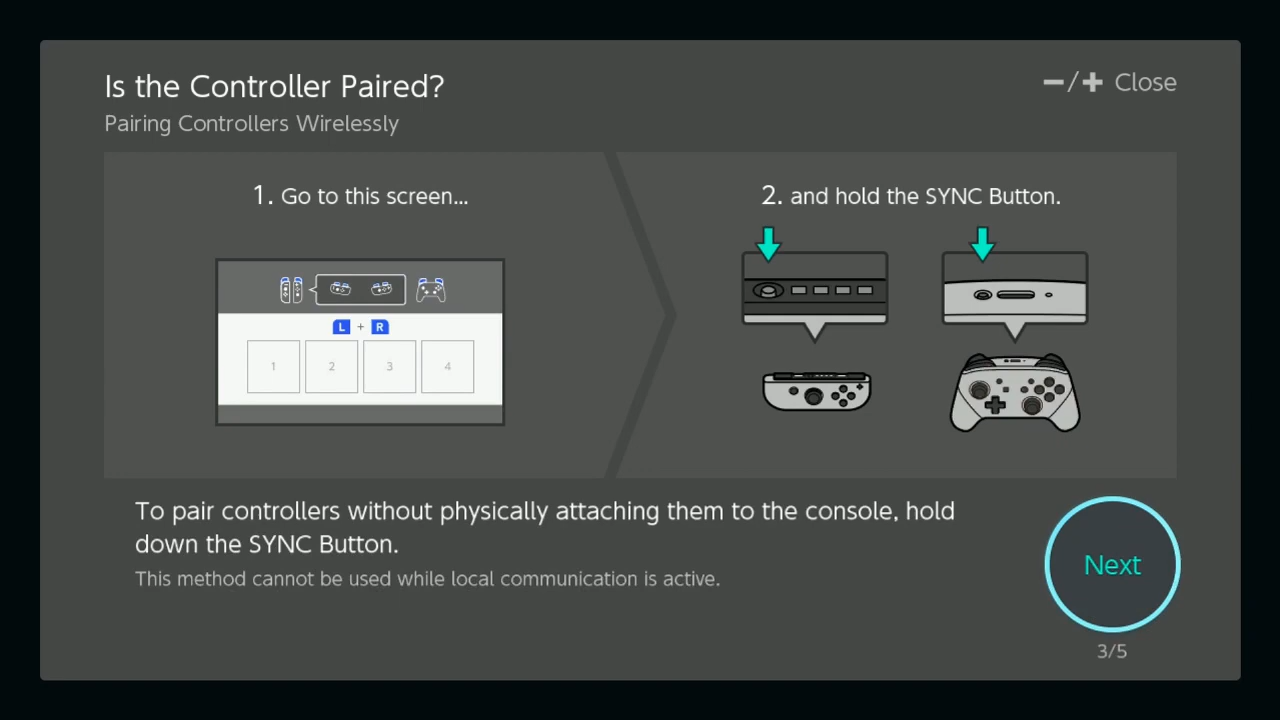 Is the Controller Paired?
−/+ Close
Pairing Controllers Wirelessly
1. Go to this screen...
2. and hold the SYNC Button.
L + R
1 2 3 4
To pair controllers without physically attaching them to the console, hold
down the SYNC Button.
This method cannot be used while local communication is active.
Next
3/5